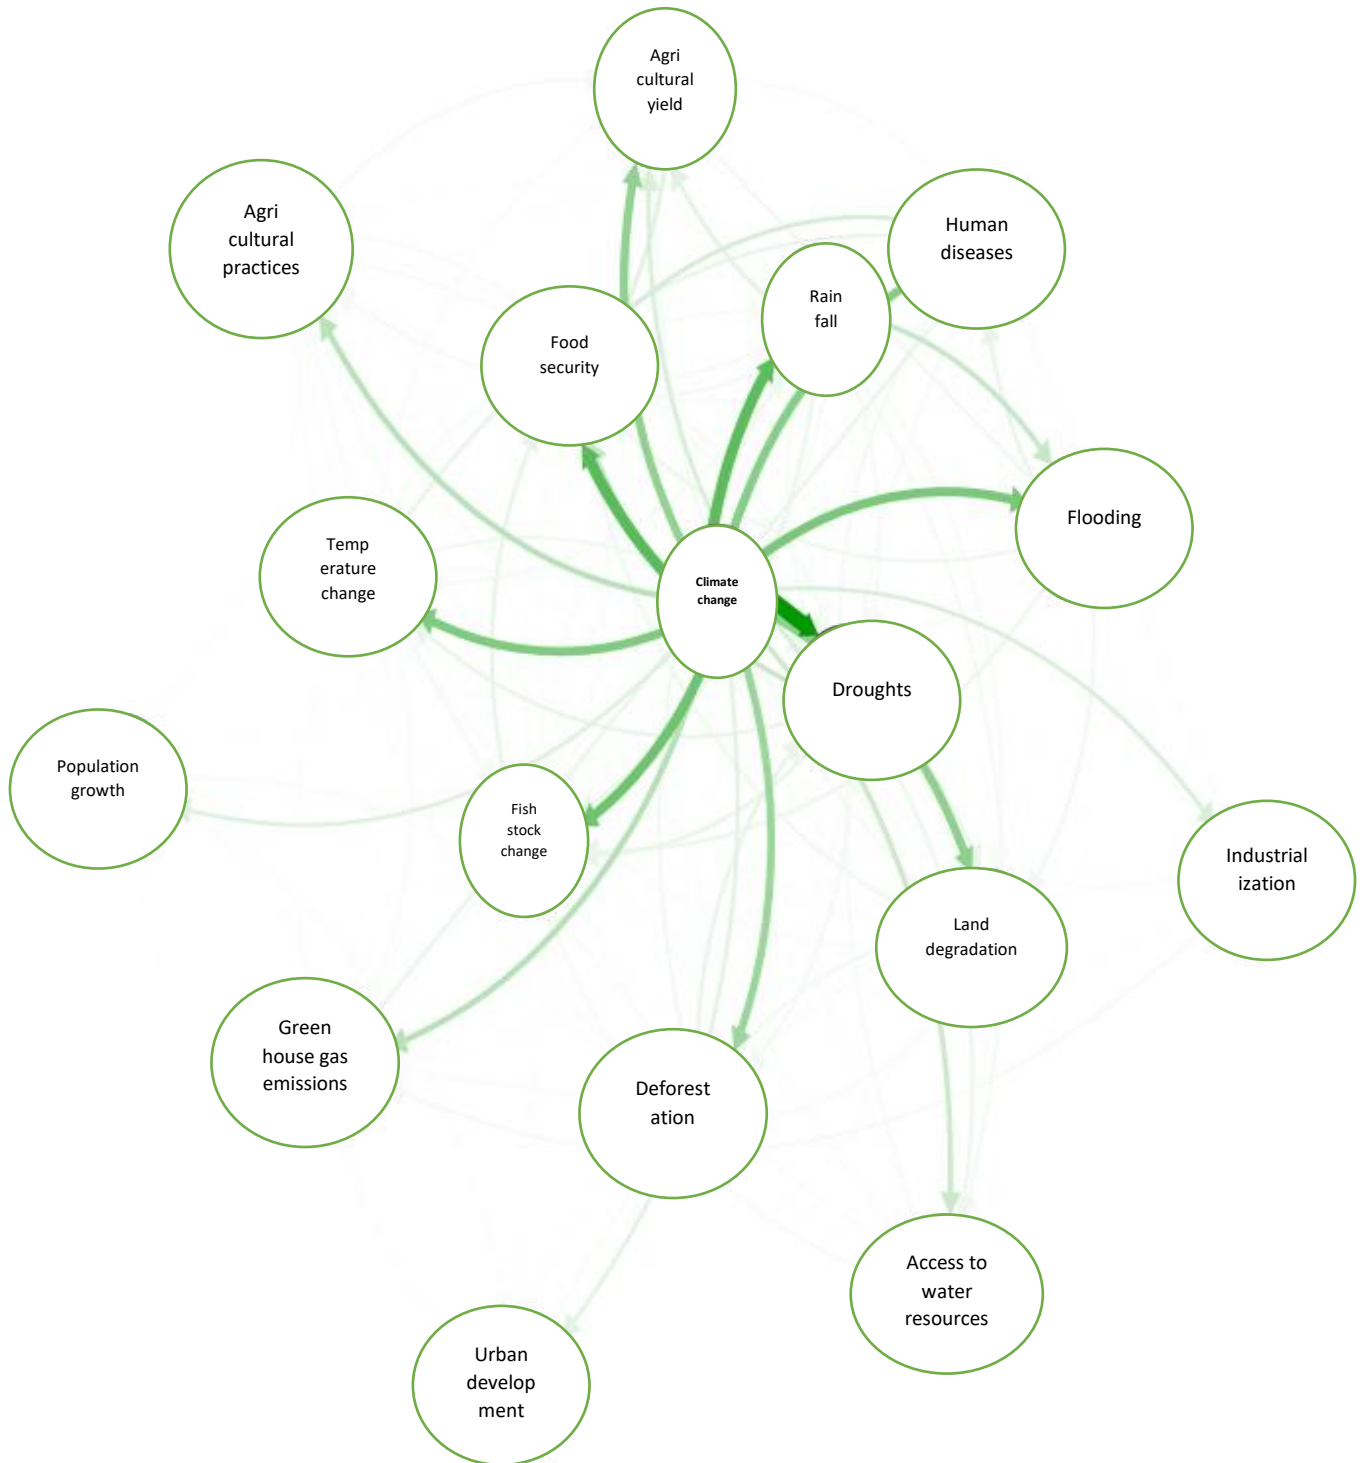 Agri
cultural
yield
Agri
cultural
practices
Human
diseases
Rain
fall
Food
security
Flooding
Temp
erature
change
Climate
change
Droughts
Population
growth
Fish
stock
change
Industrial
ization
Land
degradation
Green
house gas
emissions
Deforest
ation
Access to
water
resources
Urban
develop
ment